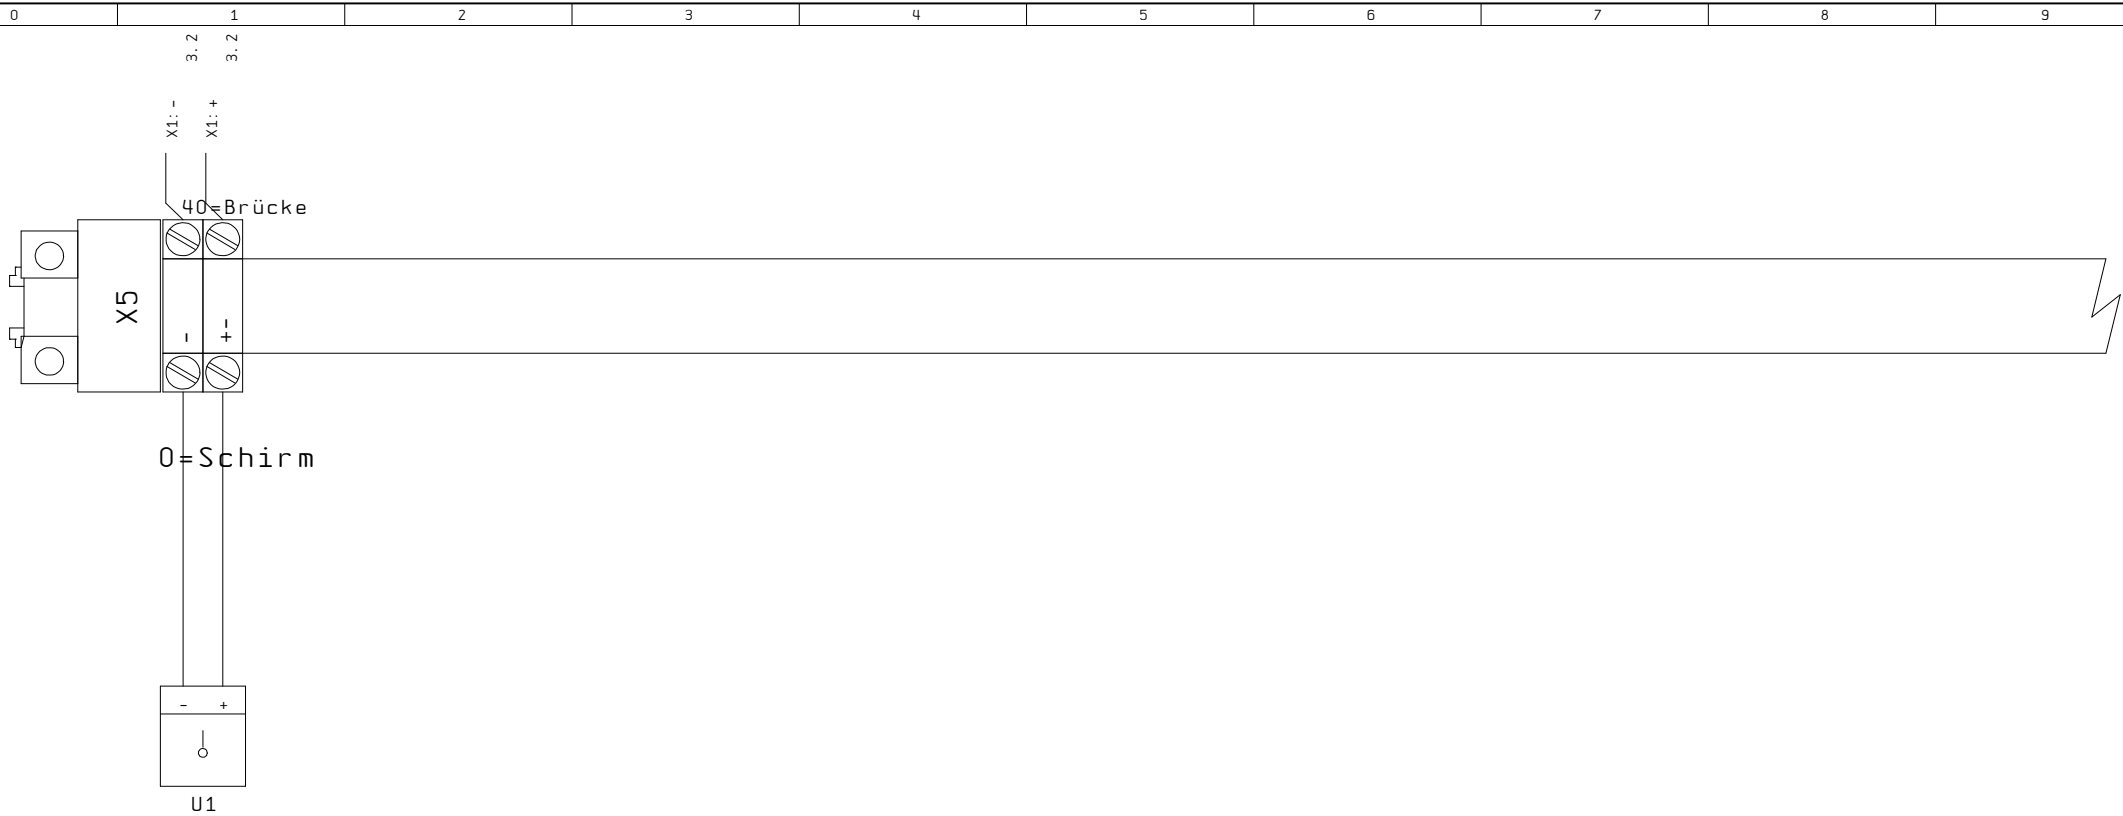 0 1 2 3 4 5 6 7 8 9
3.2
3.2
X1:-
X1:+
40=Brücke
X5
-
+-
0=Schirm
- +
U1